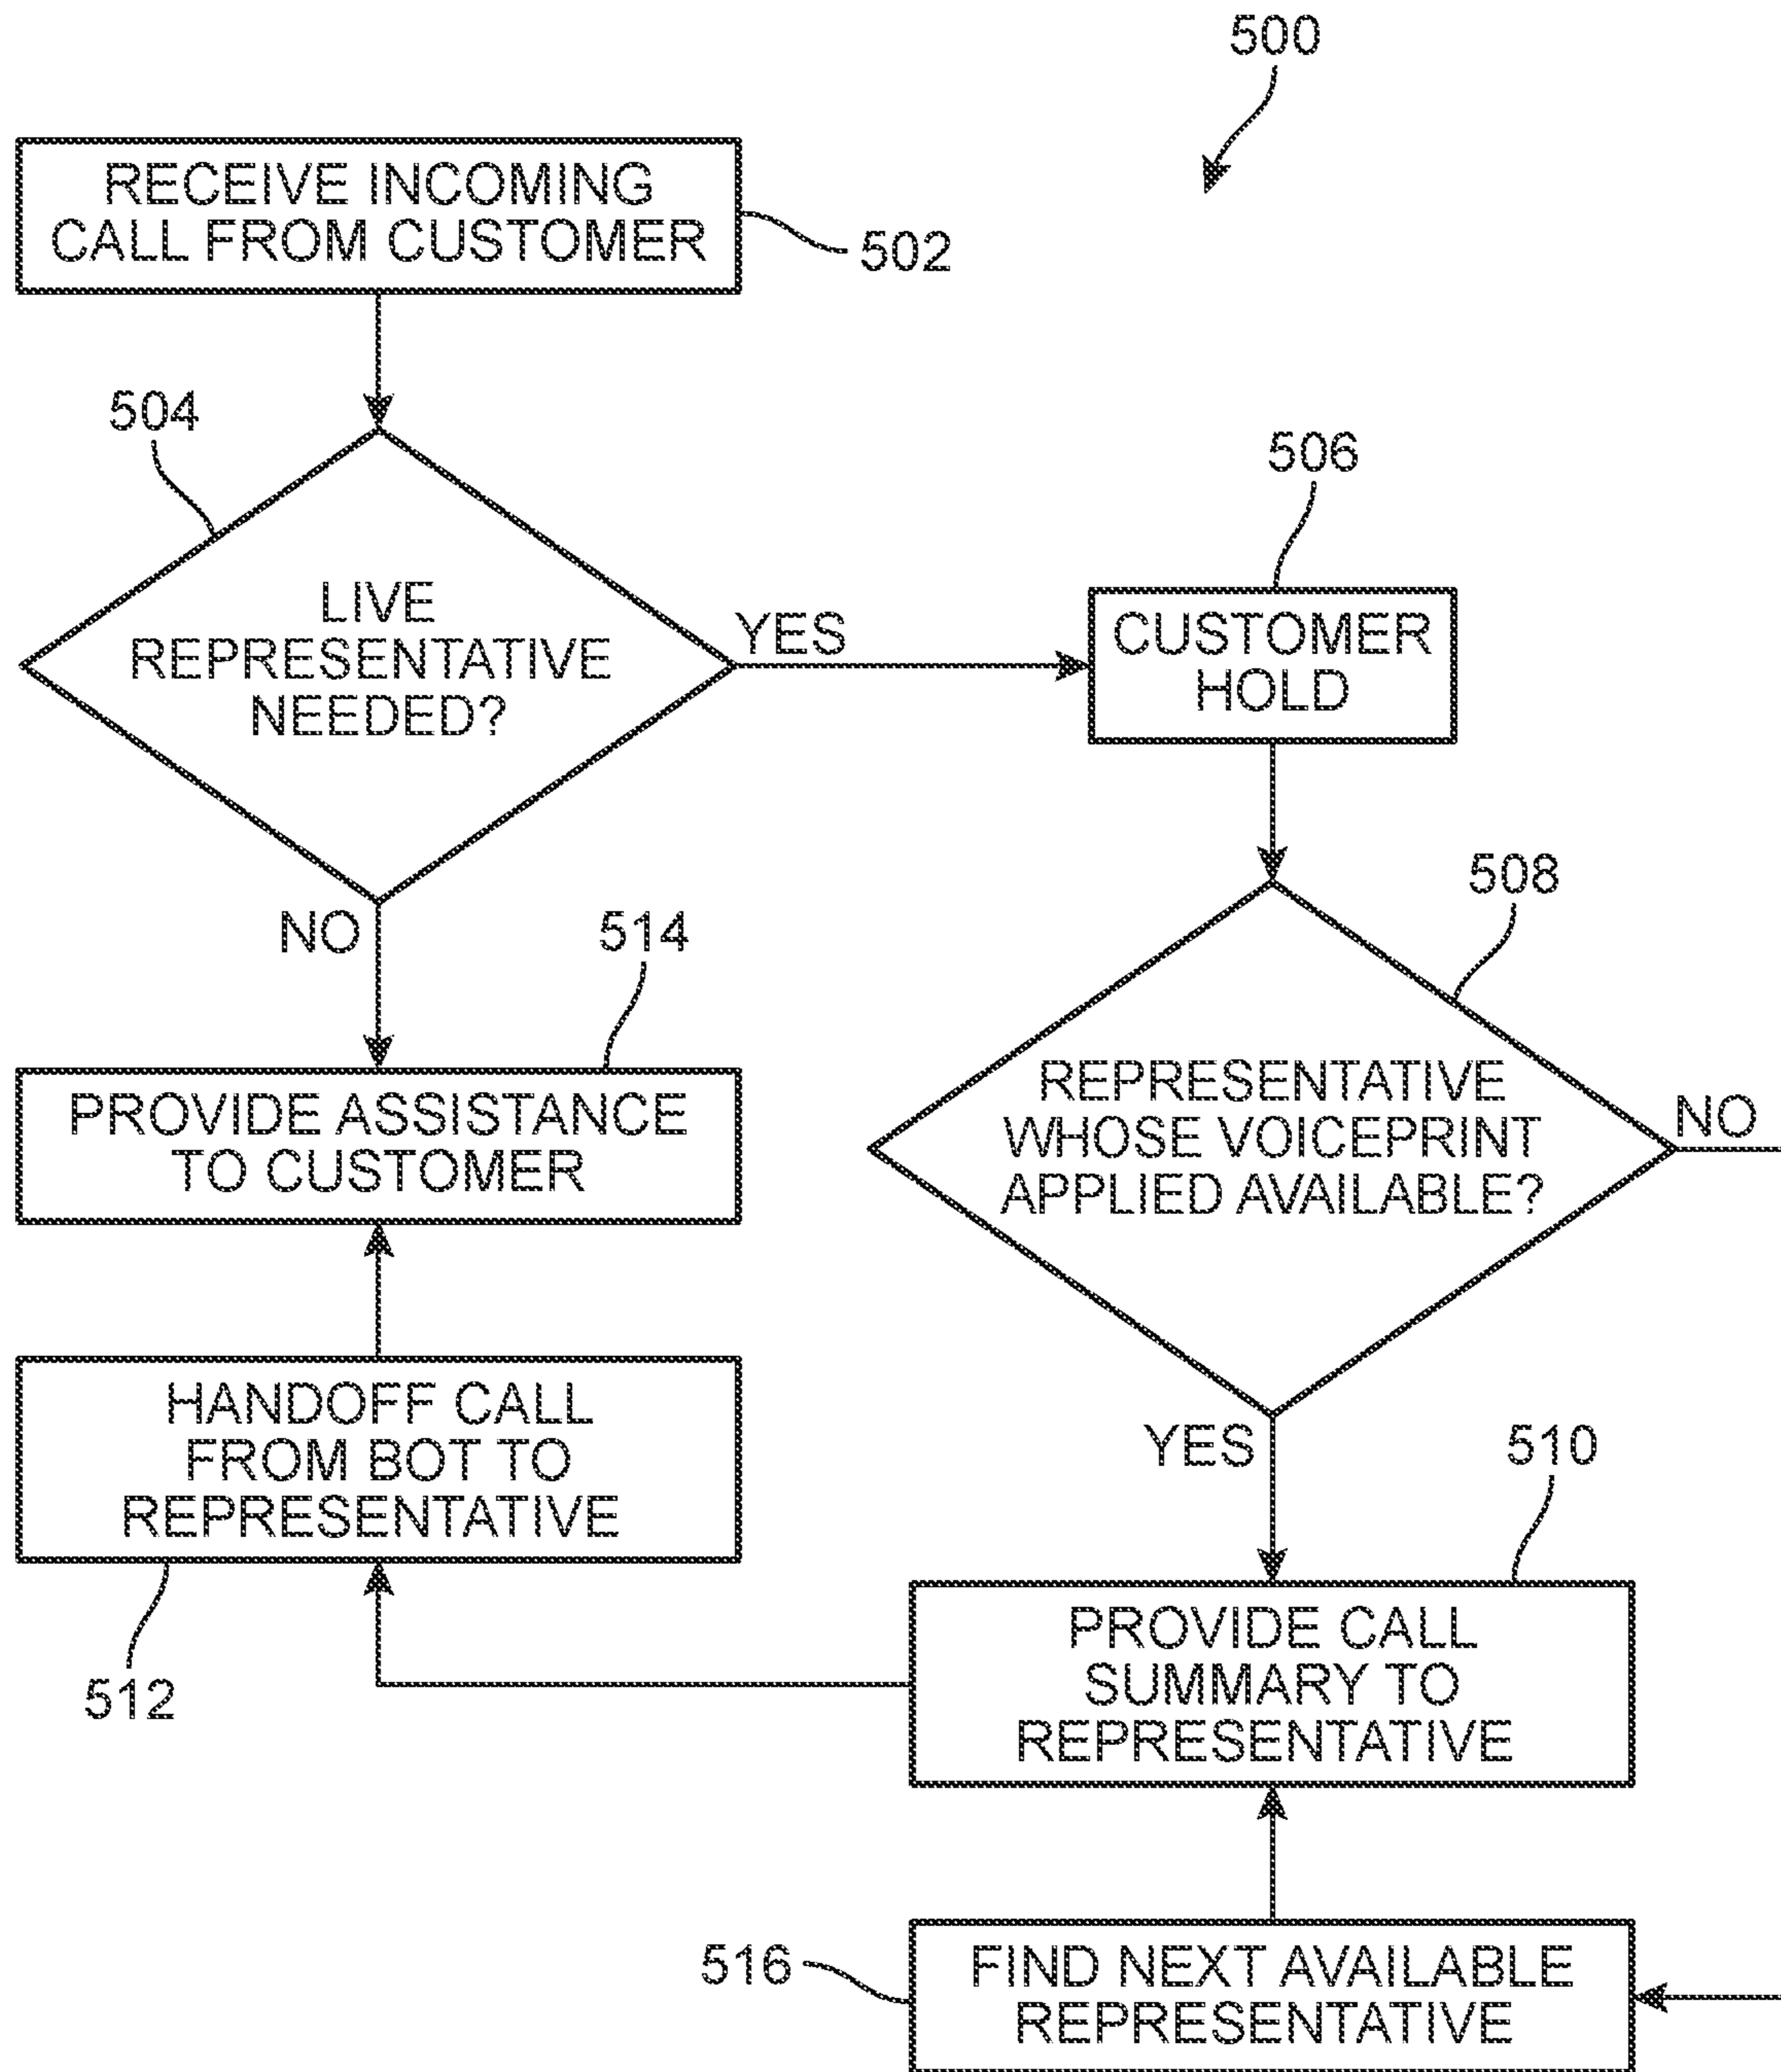 500
RECEIVE INCOMING
CALL FROM CUSTOMER
502
504
LIVE
REPRESENTATIVE
NEEDED?
YES
506
CUSTOMER
HOLD
NO
508
REPRESENTATIVE
WHOSE VOICEPRINT
APPLIED AVAILABLE?
NO
YES
514
PROVIDE ASSISTANCE
TO CUSTOMER
HANDOFF CALL
FROM BOT TO
REPRESENTATIVE
512
510
PROVIDE CALL
SUMMARY TO
REPRESENTATIVE
516
FIND NEXT AVAILABLE
REPRESENTATIVE